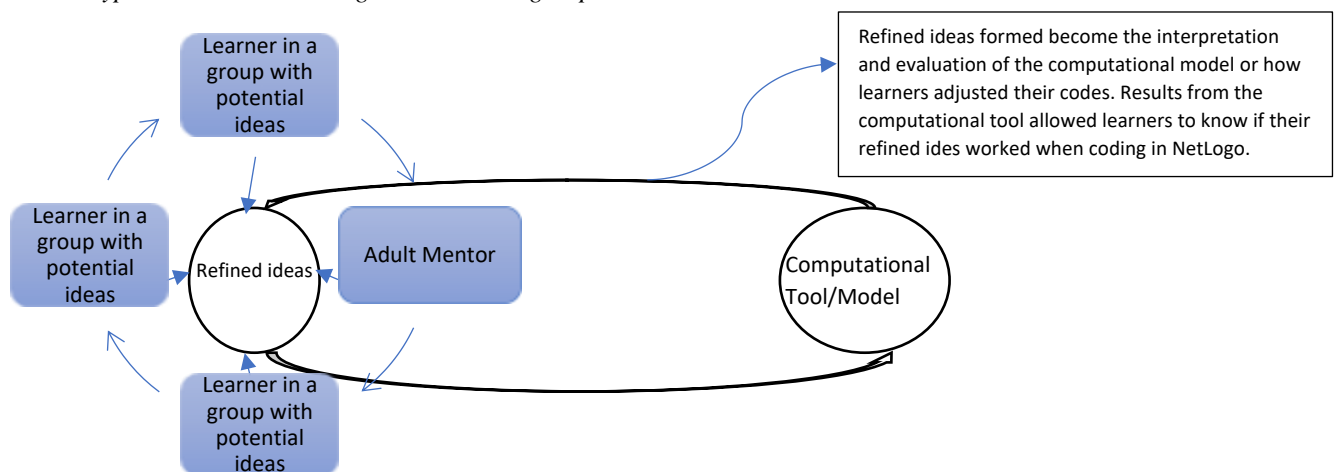 Learner in a
group with
potential
ideas
Refined ideas formed become the interpretation
and evaluation of the computational model or how
learners adjusted their codes. Results from the
computational tool allowed learners to know if their
refined ides worked when coding in NetLogo.
Learner in a
group with
potential
ideas
Refined ideas
Adult Mentor
Computational
Tool/Model
Learner in a
group with
potential
ideas